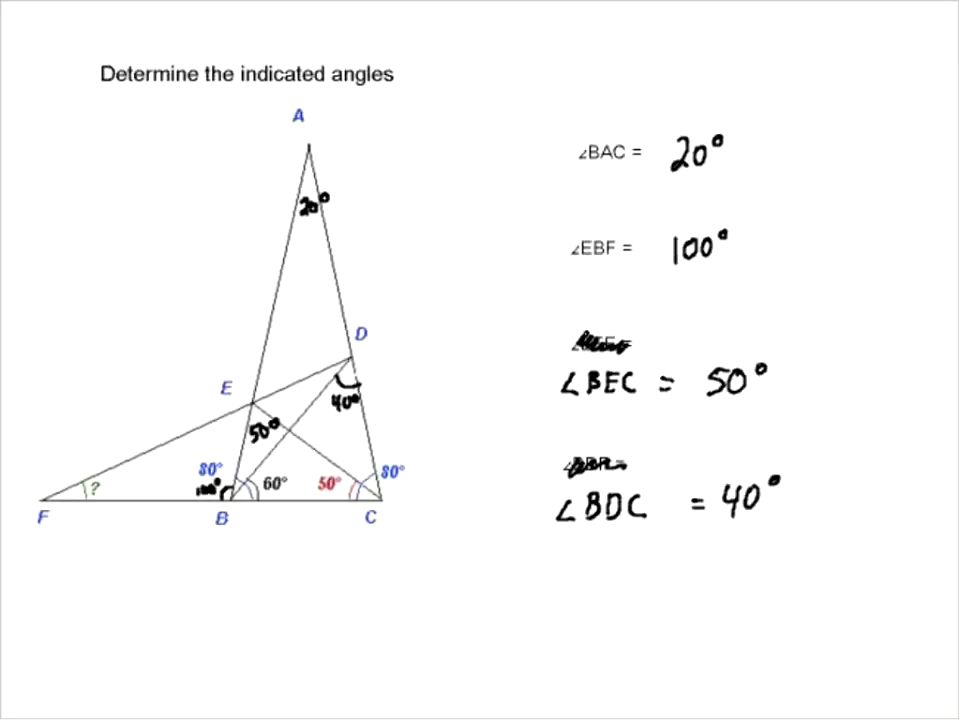 Determine the indicated angles
A
∠BAC = 20°
20°
∠EBF = 100°
D
E
∠BEC = 50°
40°
50°
80°
80°
100°
60°
50°
?
∠BDC = 40°
F
B
C